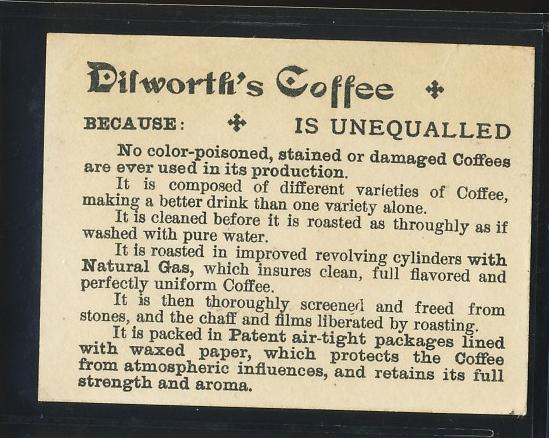 Dilworth's Coffee
BECAUSE: IS UNEQUALLED
No color-poisoned, stained or damaged Coffees
are ever used in its production.
It is composed of different varieties of Coffee,
making a better drink than one variety alone.
It is cleaned before it is roasted as throughly as if
washed with pure water.
It is roasted in improved revolving cylinders with
Natural Gas, which insures clean, full flavored and
perfectly uniform Coffee.
It is then thoroughly screened and freed from
stones, and the chaff and films liberated by roasting.
It is packed in Patent air-tight packages lined
with waxed paper, which protects the Coffee
from atmospheric influences, and retains its full
strength and aroma.